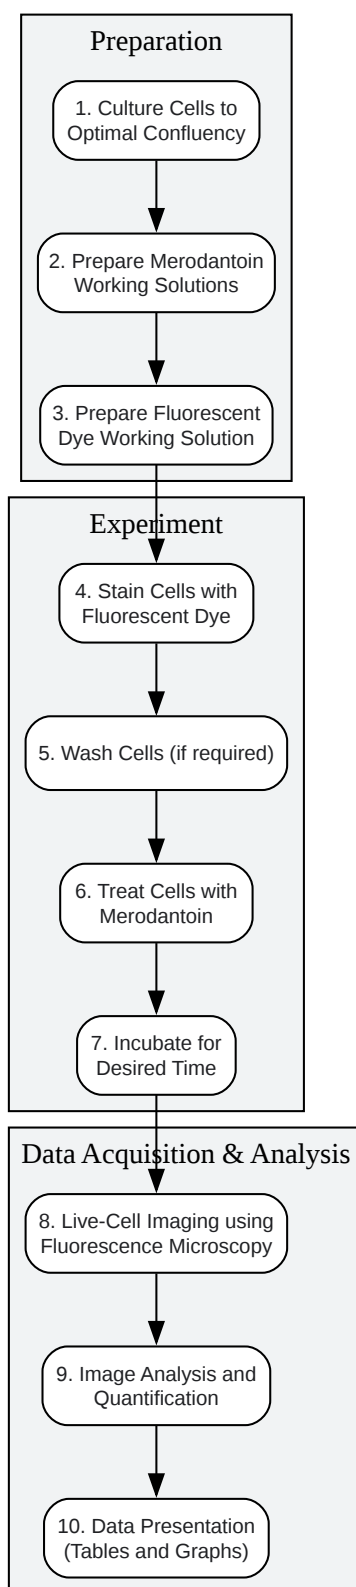 Preparation
1. Culture Cells to
Optimal Confluency
2. Prepare Merodantoin
Working Solutions
3. Prepare Fluorescent
Dye Working Solution
Experiment
4. Stain Cells with
Fluorescent Dye
5. Wash Cells (if required)
6. Treat Cells with
Merodantoin
7. Incubate for
Desired Time
Data Acquisition & Analysis
8. Live-Cell Imaging using
Fluorescence Microscopy
9. Image Analysis and
Quantification
10. Data Presentation
(Tables and Graphs)